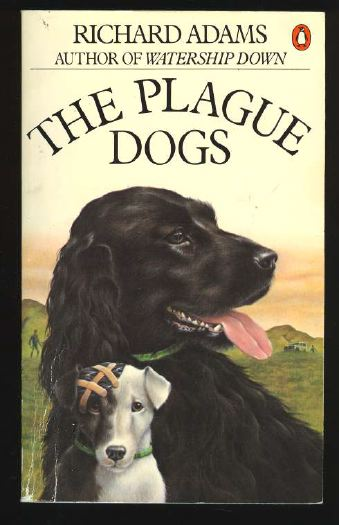 RICHARD ADAMS
AUTHOR OF WATERSHIP DOWN
THE PLAGUE
DOGS